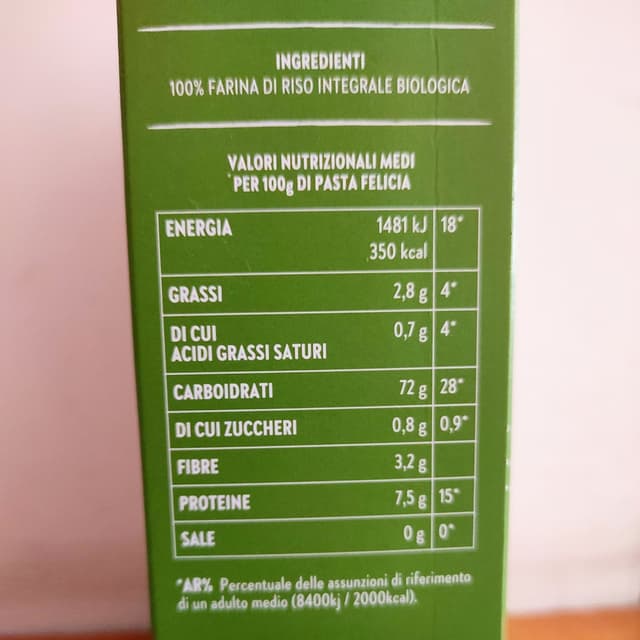 INGREDIENTI
100% FARINA DI RISO INTEGRALE BIOLOGICA
VALORI NUTRIZIONALI MEDI
PER 100g DI PASTA FELICIA
ENERGIA 1481 kJ 18*
350 kcal
GRASSI 2,8 g 4*
DI CUI 0,7 g 4*
ACIDI GRASSI SATURI
CARBOIDRATI 72 g 28*
DI CUI ZUCCHERI 0,8 g 0,9*
FIBRE 3,2 g
PROTEINE 7,5 g 15*
SALE 0 g 0*
*AR% Percentuale delle assunzioni di riferimento
di un adulto medio (8400kj / 2000kcal).